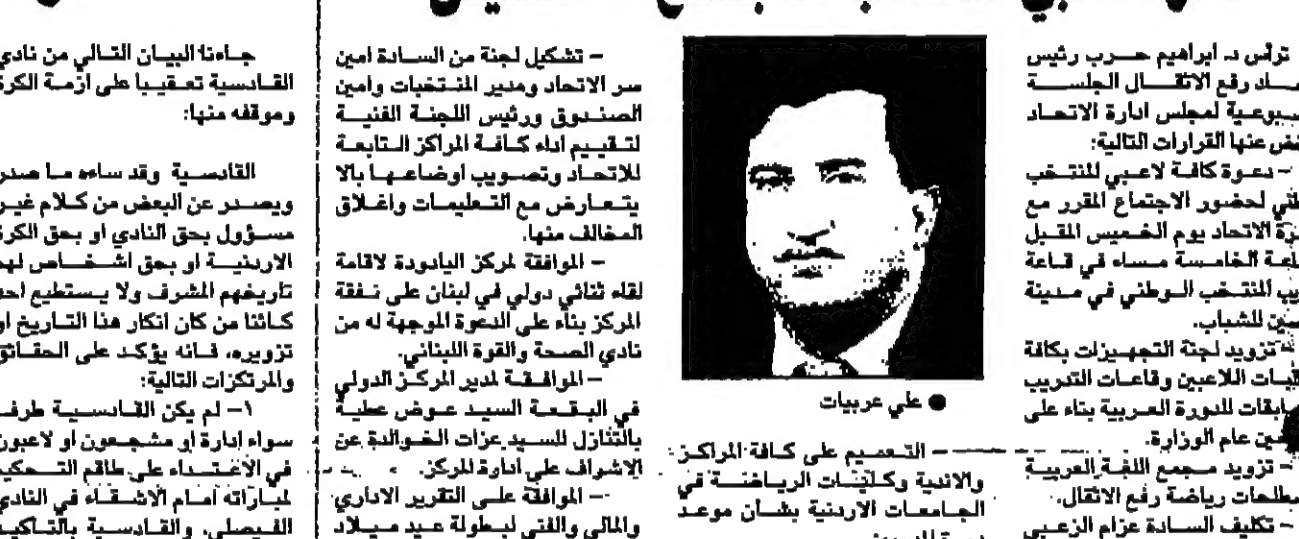 ترأس د. ابراهيم حرب رئيس
رفع الاثقال الجلسة
لمجلس ادارة الاتحاد
عنها القرارات التالية:
- دعوة كافة لاعبي المنتخب
لحضور الاجتماع المقرر مع
الاتحاد يوم الخميس المقبل
الخامسة مساء في قاعة
المنتخب الوطني في مدينة
للشباب.
- تزويد لجنة التجهيزات بكافة
اللاعبين وقاعات التدريب
للدورة العربية بناء على
عام الوزارة.
- تزويد مجمع اللغة العربية
رياضة رفع الاثقال.
- تكليف السادة عزام الزعبي
● علي عربيات
- التعميم على كافة المراكز
والاندية وكليات الرياضة في
الجامعات الاردنية بشأن موعد
- تشكيل لجنة من السادة امين
سر الاتحاد ومدير المنتخبات وامين
الصندوق ورئيس اللجنة الفنية
لتقييم اداء كافة المراكز التابعة
للاتحاد وتصويب اوضاعها بالا
يتعارض مع التعليمات واغلاق
المخالف منها.
- الموافقة لمركز اليادودة لاقامة
لقاء ثنائي دولي في لبنان على نفقة
المركز بناء على الدعوة الموجهة له من
نادي الصحة والقوة اللبناني.
- الموافقة لمدير المركز الدولي
في البقعة السيد عوض عطية
بالتنازل للسيد عزات الخوالدة عن
الاشراف على ادارة المركز.
- الموافقة على التقرير الاداري
والمالي والفني لبطولة عيد ميلاد
جاءنا البيان التالي من نادي
القادسية تعقيبا على ازمة الكرة
وموقفه منها:
القادسية وقد ساءه ما صدر
ويصدر عن البعض من كلام غير
مسؤول بحق النادي او بحق الكرة
الاردنية او بحق اشخاص لهم
تاريخهم المشرف ولا يستطيع احد
كائنا من كان انكار هذا التاريخ او
تزويره، فانه يؤكد على الحقائق
والمرتكزات التالية:
١- لم يكن القادسية طرفا
سواء ادارة او مشجعون او لاعبون
في الاعتداء على طاقم التحكيم
لمباراته امام الاشقاء في النادي
الفيصلي، والقادسية بالتاكيد